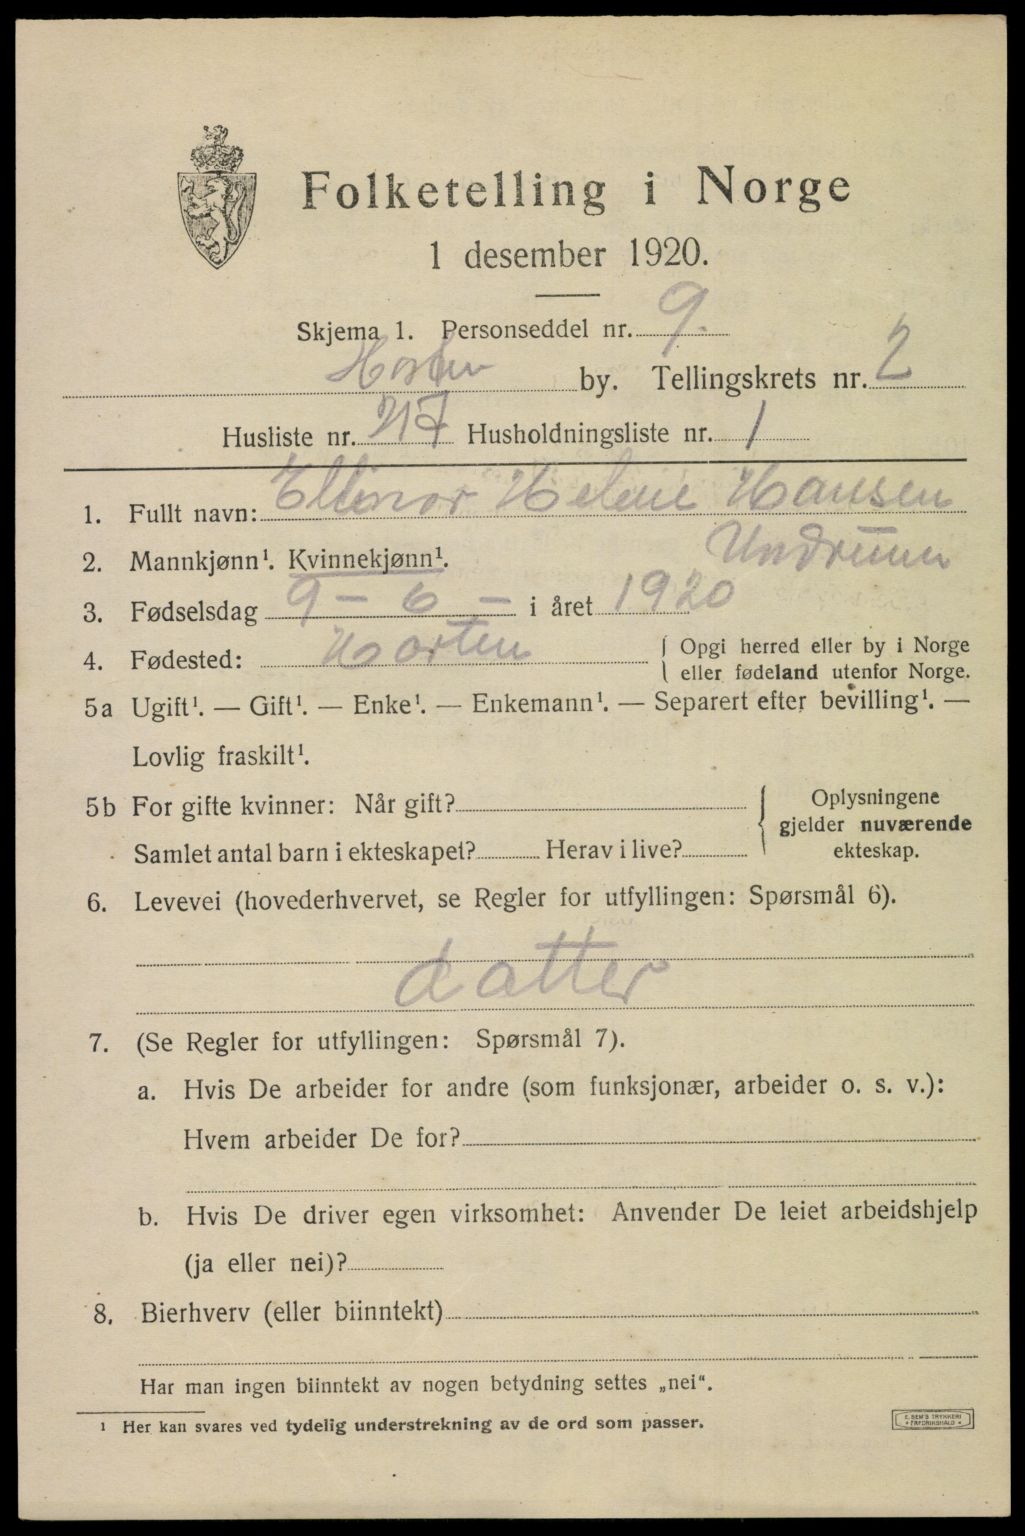 Folketelling i Norge
1 desember 1920.
Skjema 1. Personseddel nr. 9.
Horten by. Tellingskrets nr. 2
Husliste nr. 217 Husholdningsliste nr. 1
1. Fullt navn: Ellinor Helene Hansen
Undrum
2. Mannkjønn¹. Kvinnekjønn¹.
3. Fødselsdag 9 - 6 - i året 1920
4. Fødested: Horten { Opgi herred eller by i Norge
eller fødeland utenfor Norge.
5a Ugift¹. — Gift¹. — Enke¹. — Enkemann¹. — Separert efter bevilling¹. —
Lovlig fraskilt¹.
5b For gifte kvinner: Når gift?
Samlet antal barn i ekteskapet? Herav i live?
{ Oplysningene
gjelder nuværende
ekteskap.
6. Levevei (hovederhvervet, se Regler for utfyllingen: Spørsmål 6).
datter
7. (Se Regler for utfyllingen: Spørsmål 7).
a. Hvis De arbeider for andre (som funksjonær, arbeider o. s. v.):
Hvem arbeider De for?
b. Hvis De driver egen virksomhet: Anvender De leiet arbeidshjelp
(ja eller nei)?
8. Bierhverv (eller biinntekt)
Har man ingen biinntekt av nogen betydning settes „nei“.
¹ Her kan svares ved tydelig understrekning av de ord som passer.
E. SEM'S TRYKKERI
FREDRIKSHALD